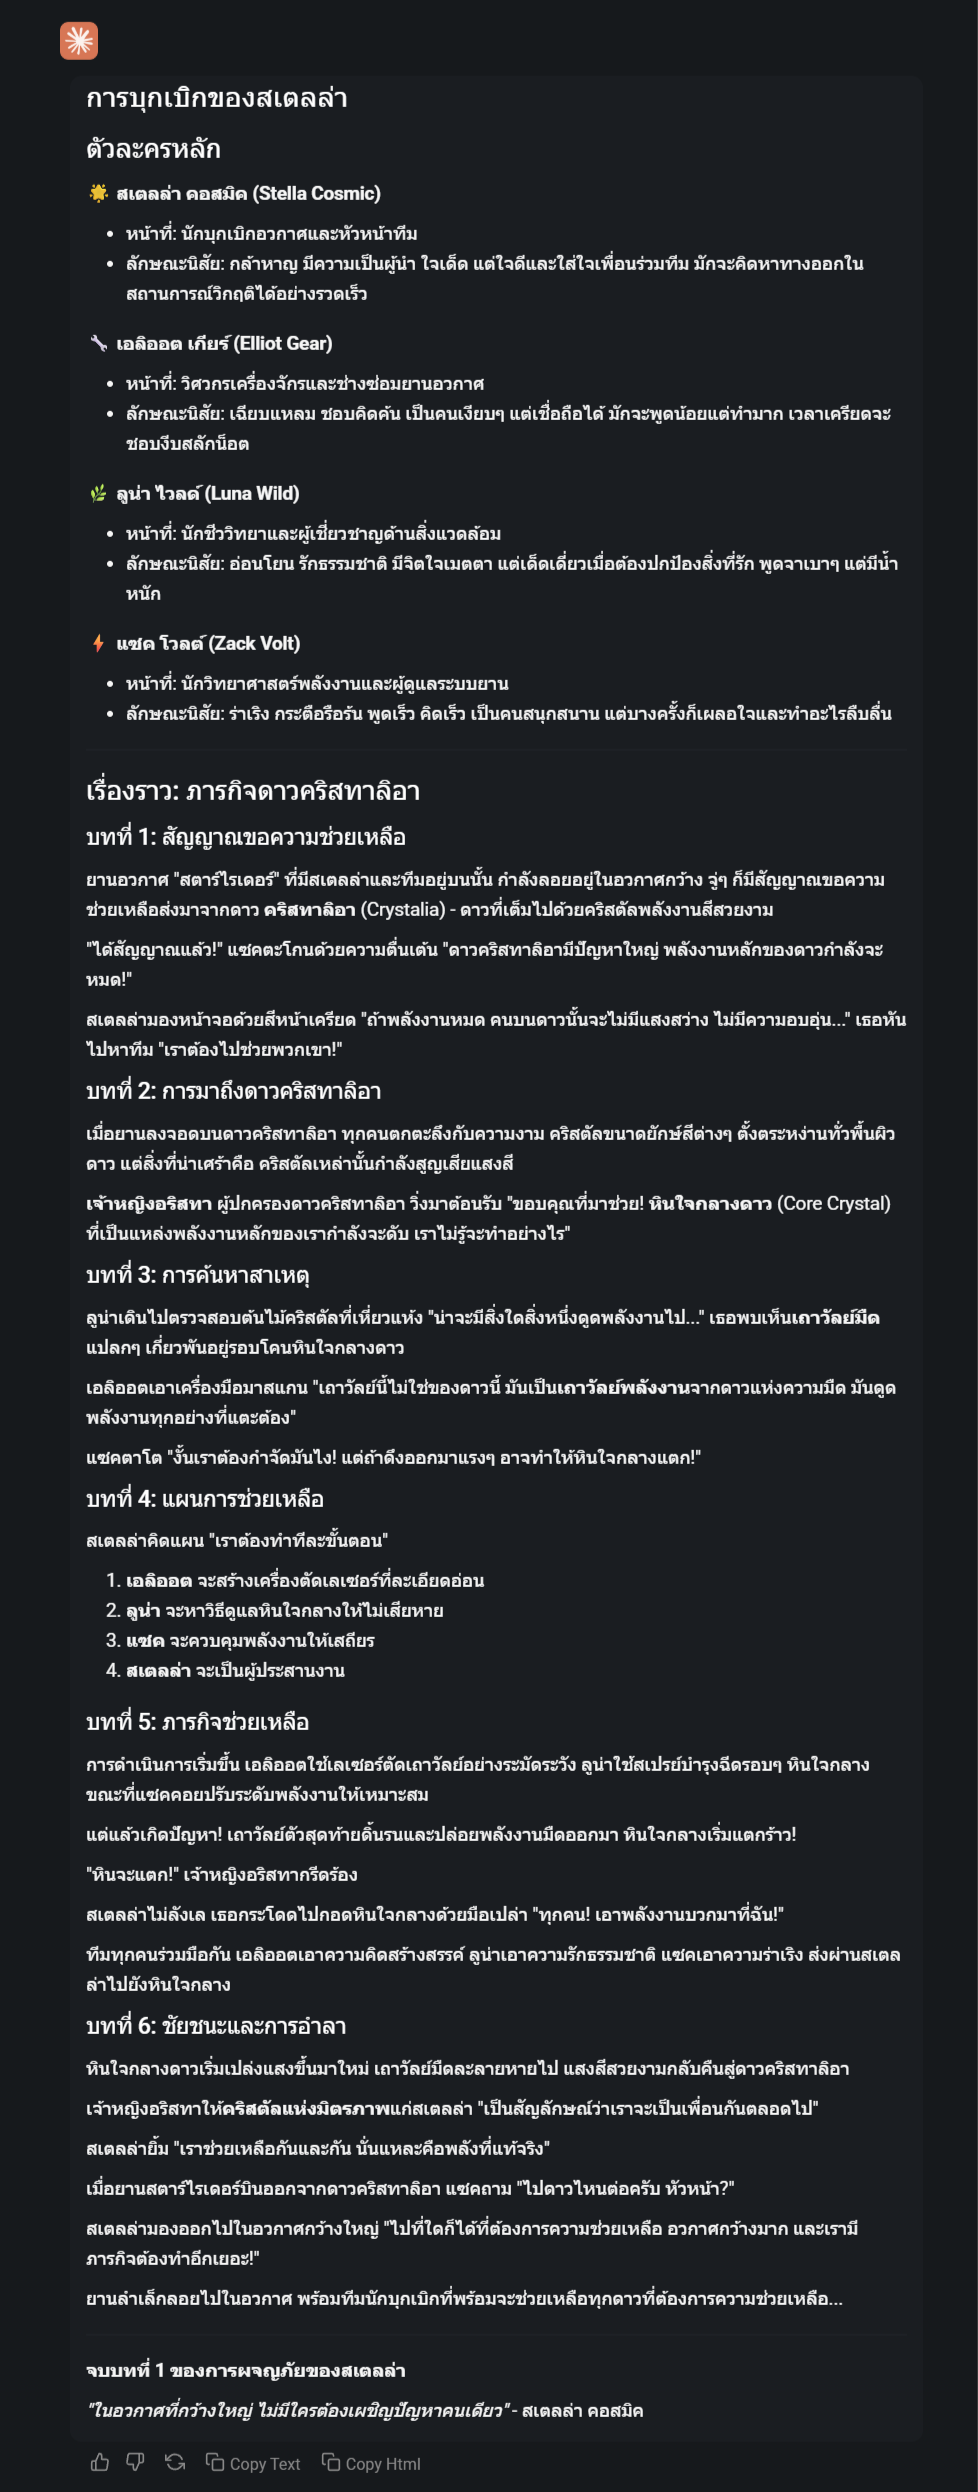 การบุกเบิกของสเตลล่า
ตัวละครหลัก
🌟 สเตลล่า คอสมิค (Stella Cosmic)
• หน้าที่: นักบุกเบิกอวกาศและหัวหน้าทีม
• ลักษณะนิสัย: กล้าหาญ มีความเป็นผู้นำ ใจเด็ด แต่ใจดีและใส่ใจเพื่อนร่วมทีม มักจะคิดหาทางออกใน
สถานการณ์วิกฤติได้อย่างรวดเร็ว
🔧 เอลิออต เกียร์ (Elliot Gear)
• หน้าที่: วิศวกรเครื่องจักรและช่างซ่อมยานอวกาศ
• ลักษณะนิสัย: เฉียบแหลม ชอบคิดค้น เป็นคนเงียบๆ แต่เชื่อถือได้ มักจะพูดน้อยแต่ทำมาก เวลาเครียดจะ
ชอบงีบสลักน็อต
🌿 ลูน่า ไวลด์ (Luna Wild)
• หน้าที่: นักชีววิทยาและผู้เชี่ยวชาญด้านสิ่งแวดล้อม
• ลักษณะนิสัย: อ่อนโยน รักธรรมชาติ มีจิตใจเมตตา แต่เด็ดเดี่ยวเมื่อต้องปกป้องสิ่งที่รัก พูดจาเบาๆ แต่มีน้ำ
หนัก
⚡ แซค โวลต์ (Zack Volt)
• หน้าที่: นักวิทยาศาสตร์พลังงานและผู้ดูแลระบบยาน
• ลักษณะนิสัย: ร่าเริง กระตือรือร้น พูดเร็ว คิดเร็ว เป็นคนสนุกสนาน แต่บางครั้งก็เผลอใจและทำอะไรลืบลื่น
เรื่องราว: ภารกิจดาวคริสทาลิอา
บทที่ 1: สัญญาณขอความช่วยเหลือ
ยานอวกาศ "สตาร์ไรเดอร์" ที่มีสเตลล่าและทีมอยู่บนนั้น กำลังลอยอยู่ในอวกาศกว้าง จู่ๆ ก็มีสัญญาณขอความ
ช่วยเหลือส่งมาจากดาว คริสทาลิอา (Crystalia) - ดาวที่เต็มไปด้วยคริสตัลพลังงานสีสวยงาม
"ได้สัญญาณแล้ว!" แซคตะโกนด้วยความตื่นเต้น "ดาวคริสทาลิอามีปัญหาใหญ่ พลังงานหลักของดาวกำลังจะ
หมด!"
สเตลล่ามองหน้าจอด้วยสีหน้าเครียด "ถ้าพลังงานหมด คนบนดาวนั้นจะไม่มีแสงสว่าง ไม่มีความอบอุ่น..." เธอหัน
ไปหาทีม "เราต้องไปช่วยพวกเขา!"
บทที่ 2: การมาถึงดาวคริสทาลิอา
เมื่อยานลงจอดบนดาวคริสทาลิอา ทุกคนตกตะลึงกับความงาม คริสตัลขนาดยักษ์สีต่างๆ ตั้งตระหง่านทั่วพื้นผิว
ดาว แต่สิ่งที่น่าเศร้าคือ คริสตัลเหล่านั้นกำลังสูญเสียแสงสี
เจ้าหญิงอริสทา ผู้ปกครองดาวคริสทาลิอา วิ่งมาต้อนรับ "ขอบคุณที่มาช่วย! หินใจกลางดาว (Core Crystal)
ที่เป็นแหล่งพลังงานหลักของเรากำลังจะดับ เราไม่รู้จะทำอย่างไร"
บทที่ 3: การค้นหาสาเหตุ
ลูน่าเดินไปตรวจสอบต้นไม้คริสตัลที่เหี่ยวแห้ง "น่าจะมีสิ่งใดสิ่งหนึ่งดูดพลังงานไป..." เธอพบเห็นเถาวัลย์มืด
แปลกๆ เกี่ยวพันอยู่รอบโคนหินใจกลางดาว
เอลิออตเอาเครื่องมือมาสแกน "เถาวัลย์นี้ไม่ใช่ของดาวนี้ มันเป็นเถาวัลย์พลังงานจากดาวแห่งความมืด มันดูด
พลังงานทุกอย่างที่แตะต้อง"
แซคตาโต "งั้นเราต้องกำจัดมันไง! แต่ถ้าดึงออกมาแรงๆ อาจทำให้หินใจกลางแตก!"
บทที่ 4: แผนการช่วยเหลือ
สเตลล่าคิดแผน "เราต้องทำทีละขั้นตอน"
1. เอลิออต จะสร้างเครื่องตัดเลเซอร์ที่ละเอียดอ่อน
2. ลูน่า จะหาวิธีดูแลหินใจกลางให้ไม่เสียหาย
3. แซค จะควบคุมพลังงานให้เสถียร
4. สเตลล่า จะเป็นผู้ประสานงาน
บทที่ 5: ภารกิจช่วยเหลือ
การดำเนินการเริ่มขึ้น เอลิออตใช้เลเซอร์ตัดเถาวัลย์อย่างระมัดระวัง ลูน่าใช้สเปรย์บำรุงฉีดรอบๆ หินใจกลาง
ขณะที่แซคคอยปรับระดับพลังงานให้เหมาะสม
แต่แล้วเกิดปัญหา! เถาวัลย์ตัวสุดท้ายดิ้นรนและปล่อยพลังงานมืดออกมา หินใจกลางเริ่มแตกร้าว!
"หินจะแตก!" เจ้าหญิงอริสทากรีดร้อง
สเตลล่าไม่ลังเล เธอกระโดดไปกอดหินใจกลางด้วยมือเปล่า "ทุกคน! เอาพลังงานบวกมาที่ฉัน!"
ทีมทุกคนร่วมมือกัน เอลิออตเอาความคิดสร้างสรรค์ ลูน่าเอาความรักธรรมชาติ แซคเอาความร่าเริง ส่งผ่านสเตล
ล่าไปยังหินใจกลาง
บทที่ 6: ชัยชนะและการอำลา
หินใจกลางดาวเริ่มเปล่งแสงขึ้นมาใหม่ เถาวัลย์มืดละลายหายไป แสงสีสวยงามกลับคืนสู่ดาวคริสทาลิอา
เจ้าหญิงอริสทาให้คริสตัลแห่งมิตรภาพแก่สเตลล่า "เป็นสัญลักษณ์ว่าเราจะเป็นเพื่อนกันตลอดไป"
สเตลล่ายิ้ม "เราช่วยเหลือกันและกัน นั่นแหละคือพลังที่แท้จริง"
เมื่อยานสตาร์ไรเดอร์บินออกจากดาวคริสทาลิอา แซคถาม "ไปดาวไหนต่อครับ หัวหน้า?"
สเตลล่ามองออกไปในอวกาศกว้างใหญ่ "ไปที่ใดก็ได้ที่ต้องการความช่วยเหลือ อวกาศกว้างมาก และเรามี
ภารกิจต้องทำอีกเยอะ!"
ยานลำเล็กลอยไปในอวกาศ พร้อมทีมนักบุกเบิกที่พร้อมจะช่วยเหลือทุกดาวที่ต้องการความช่วยเหลือ...
จบบทที่ 1 ของการผจญภัยของสเตลล่า
"ในอวกาศที่กว้างใหญ่ ไม่มีใครต้องเผชิญปัญหาคนเดียว" - สเตลล่า คอสมิค
Copy Text Copy Html